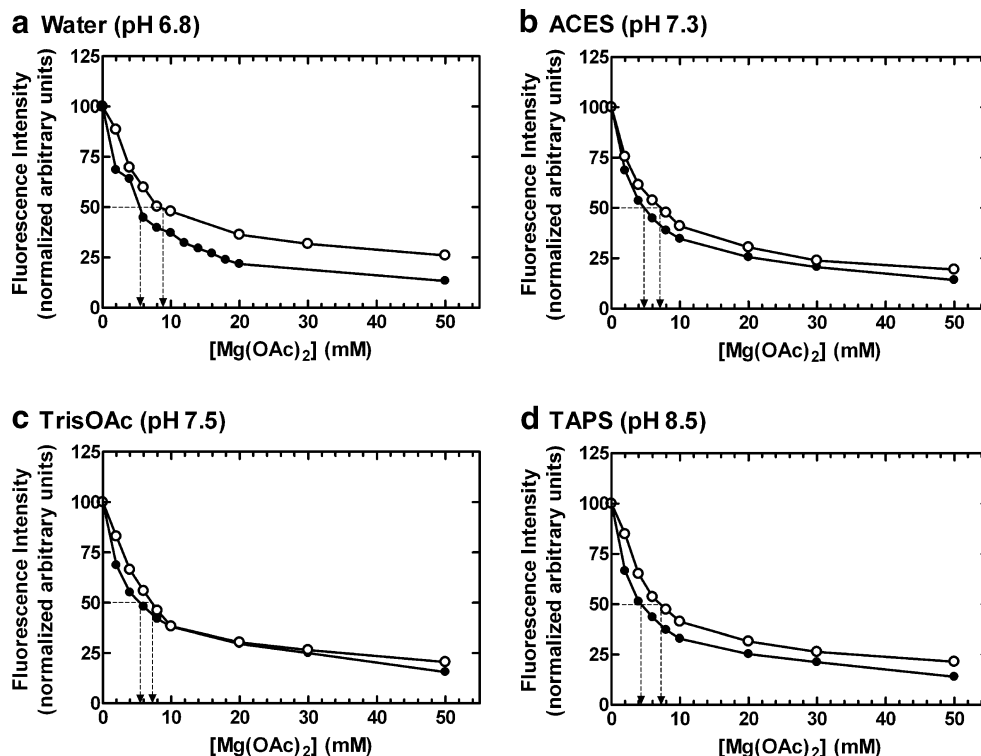 a Water (pH 6.8)
Fluorescence Intensity
(normalized arbitrary units)
125
100
75
50
25
0
0 10 20 30 40 50
[Mg(OAc)2] (mM)
b ACES (pH 7.3)
Fluorescence Intensity
(normalized arbitrary units)
125
100
75
50
25
0
0 10 20 30 40 50
[Mg(OAc)2] (mM)
c TrisOAc (pH 7.5)
Fluorescence Intensity
(normalized arbitrary units)
125
100
75
50
25
0
0 10 20 30 40 50
[Mg(OAc)2] (mM)
d TAPS (pH 8.5)
Fluorescence Intensity
(normalized arbitrary units)
125
100
75
50
25
0
0 10 20 30 40 50
[Mg(OAc)2] (mM)